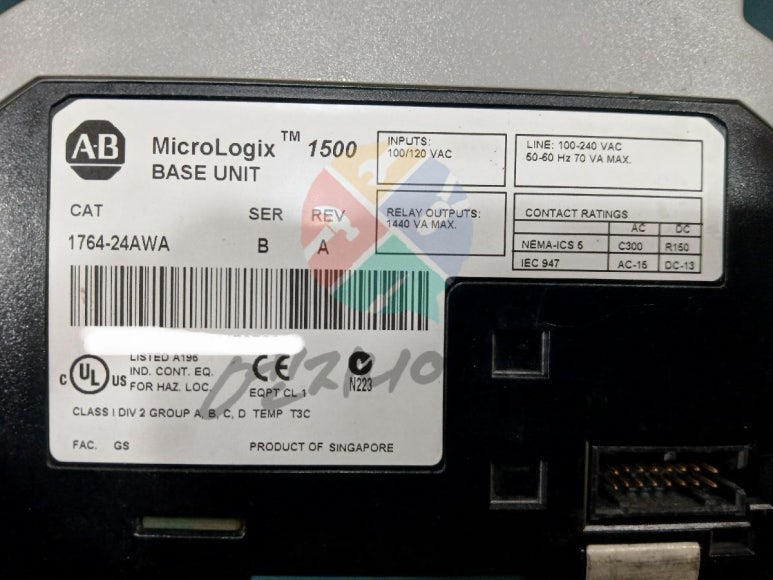 A·B
MicroLogix™ 1500
BASE UNIT
CAT SER REV
1764-24AWA B A
INPUTS:
100/120 VAC
LINE: 100-240 VAC
50-60 Hz 70 VA MAX.
RELAY OUTPUTS:
1440 VA MAX.
CONTACT RATINGS
AC DC
NEMA-ICS 5 C300 R150
IEC 947 AC-15 DC-13
C UL US
LISTED A196
IND. CONT. EQ.
FOR HAZ. LOC.
CE
EQPT CL 1
N223
CLASS I DIV 2 GROUP A, B, C, D TEMP T3C
FAC. GS PRODUCT OF SINGAPORE